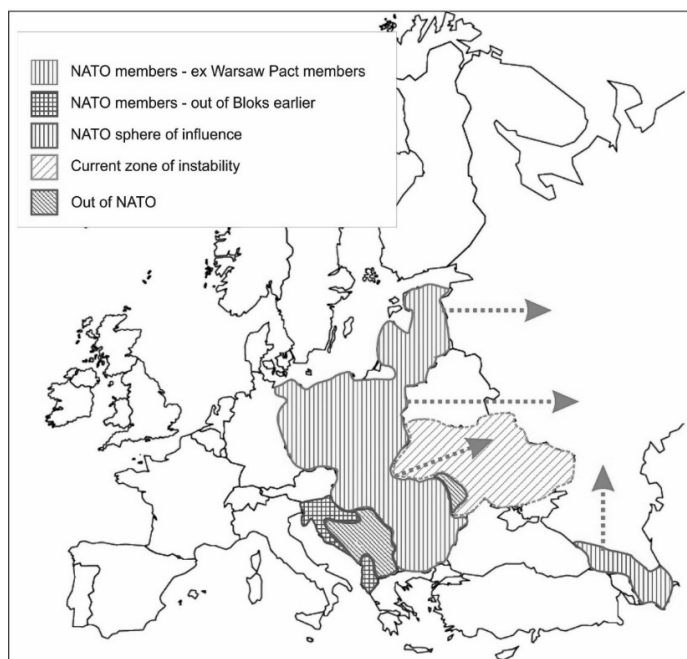 NATO members - ex Warsaw Pact members
NATO members - out of Bloks earlier
NATO sphere of influence
Current zone of instability
Out of NATO